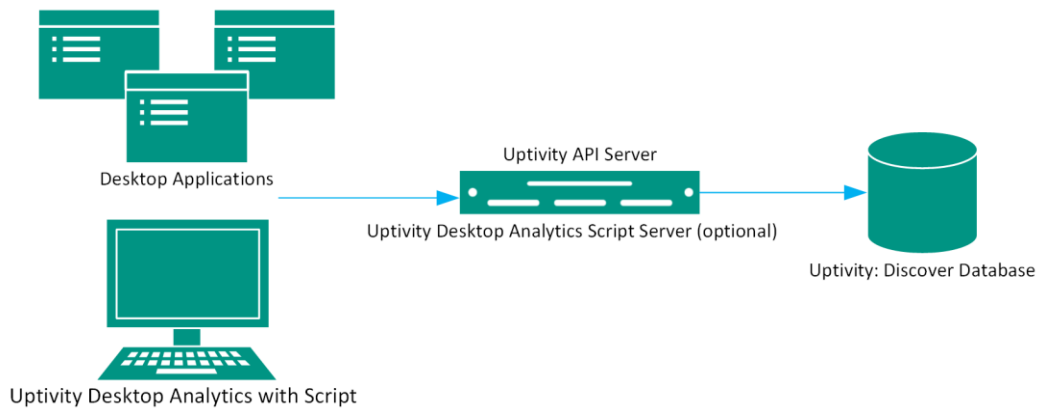 Desktop Applications
Uptivity API Server
Uptivity Desktop Analytics Script Server (optional)
Uptivity: Discover Database
Uptivity Desktop Analytics with Script